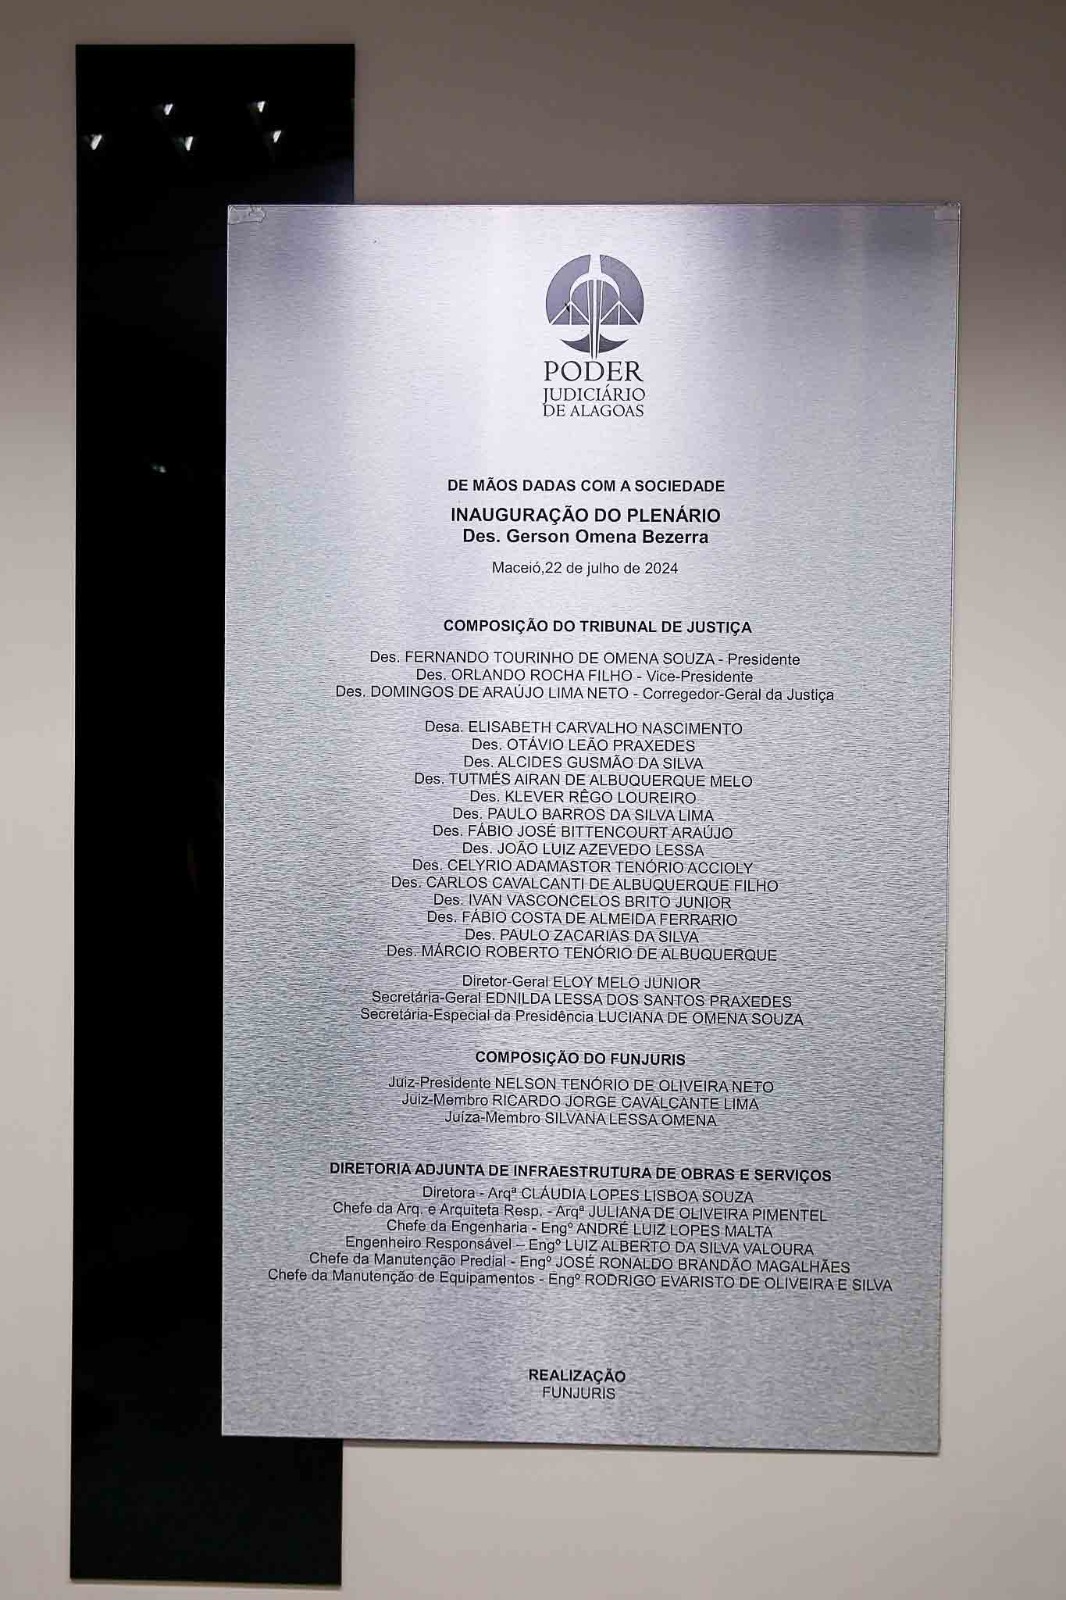 PODER
JUDICIÁRIO
DE ALAGOAS
DE MÃOS DADAS COM A SOCIEDADE
INAUGURAÇÃO DO PLENÁRIO
Des. Gerson Omena Bezerra
Maceió,22 de julho de 2024
COMPOSIÇÃO DO TRIBUNAL DE JUSTIÇA
Des. FERNANDO TOURINHO DE OMENA SOUZA - Presidente
Des. ORLANDO ROCHA FILHO - Vice-Presidente
Des. DOMINGOS DE ARAÚJO LIMA NETO - Corregedor-Geral da Justiça
Desa. ELISABETH CARVALHO NASCIMENTO
Des. OTÁVIO LEÃO PRAXEDES
Des. ALCIDES GUSMÃO DA SILVA
Des. TUTMÉS AIRAN DE ALBUQUERQUE MELO
Des. KLEVER RÊGO LOUREIRO
Des. PAULO BARROS DA SILVA LIMA
Des. FÁBIO JOSÉ BITTENCOURT ARAÚJO
Des. JOÃO LUIZ AZEVEDO LESSA
Des. CELYRIO ADAMASTOR TENÓRIO ACCIOLY
Des. CARLOS CAVALCANTI DE ALBUQUERQUE FILHO
Des. IVAN VASCONCELOS BRITO JUNIOR
Des. FÁBIO COSTA DE ALMEIDA FERRARIO
Des. PAULO ZACARIAS DA SILVA
Des. MÁRCIO ROBERTO TENÓRIO DE ALBUQUERQUE
Diretor-Geral ELOY MELO JUNIOR
Secretária-Geral EDNILDA LESSA DOS SANTOS PRAXEDES
Secretária-Especial da Presidência LUCIANA DE OMENA SOUZA
COMPOSIÇÃO DO FUNJURIS
Juiz-Presidente NELSON TENÓRIO DE OLIVEIRA NETO
Juiz-Membro RICARDO JORGE CAVALCANTE LIMA
Juíza-Membro SILVANA LESSA OMENA
DIRETORIA ADJUNTA DE INFRAESTRUTURA DE OBRAS E SERVIÇOS
Diretora - Arqª CLÁUDIA LOPES LISBOA SOUZA
Chefe da Arq. e Arquiteta Resp. - Arqª JULIANA DE OLIVEIRA PIMENTEL
Chefe da Engenharia - Engº ANDRÉ LUIZ LOPES MALTA
Engenheiro Responsável – Engº LUIZ ALBERTO DA SILVA VALOURA
Chefe da Manutenção Predial - Engº JOSÉ RONALDO BRANDÃO MAGALHÃES
Chefe da Manutenção de Equipamentos - Engº RODRIGO EVARISTO DE OLIVEIRA E SILVA
REALIZAÇÃO
FUNJURIS